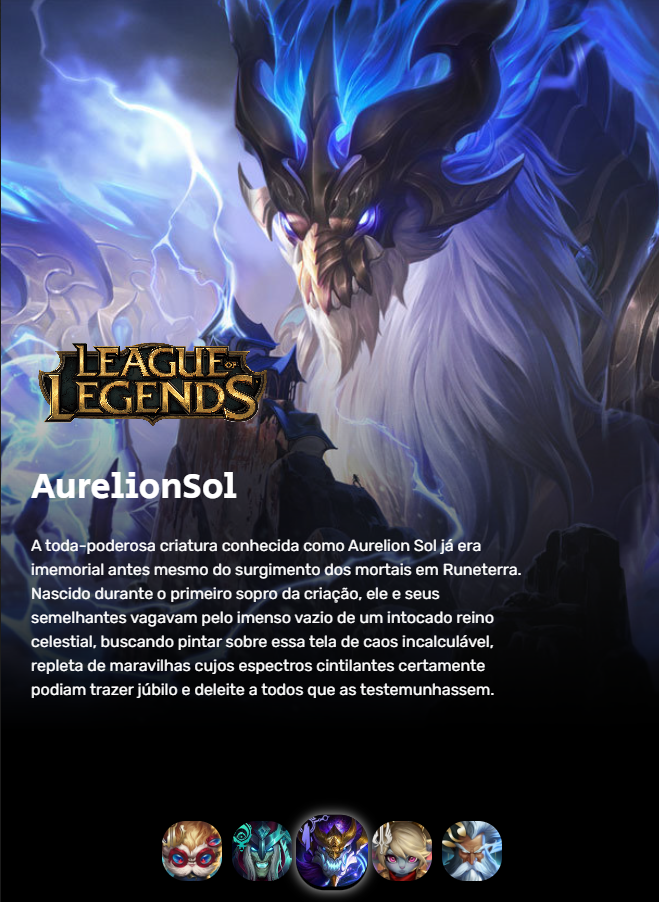 LEAGUE OF
LEGENDS
AurelionSol
A toda-poderosa criatura conhecida como Aurelion Sol já era
imemorial antes mesmo do surgimento dos mortais em Runeterra.
Nascido durante o primeiro sopro da criação, ele e seus
semelhantes vagavam pelo imenso vazio de um intocado reino
celestial, buscando pintar sobre essa tela de caos incalculável,
repleta de maravilhas cujos espectros cintilantes certamente
podiam trazer júbilo e deleite a todos que as testemunhassem.